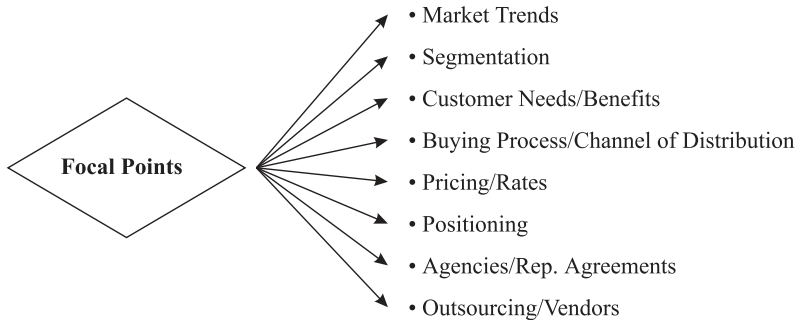 • Market Trends
• Segmentation
• Customer Needs/Benefits
• Buying Process/Channel of Distribution
Focal Points
• Pricing/Rates
• Positioning
• Agencies/Rep. Agreements
• Outsourcing/Vendors